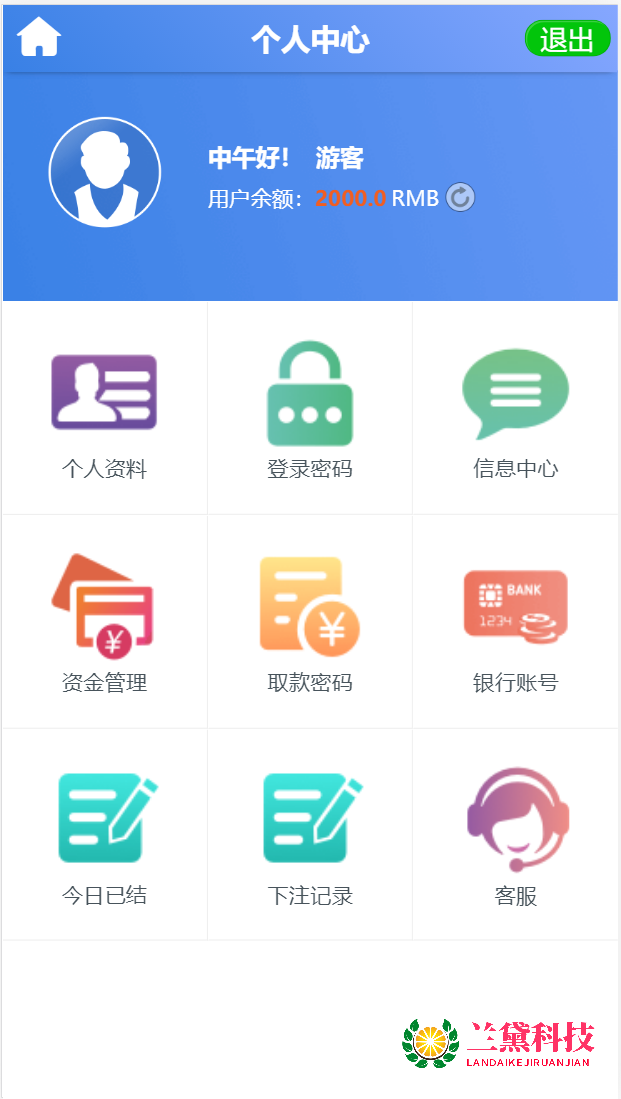 个人中心
退出
中午好！ 游客
用户余额：2000.0 RMB
个人资料
登录密码
信息中心
¥
¥
BANK
1234
资金管理
取款密码
银行账号
今日已结
下注记录
客服
兰黛科技
LANDAIKEJIRUANJIAN